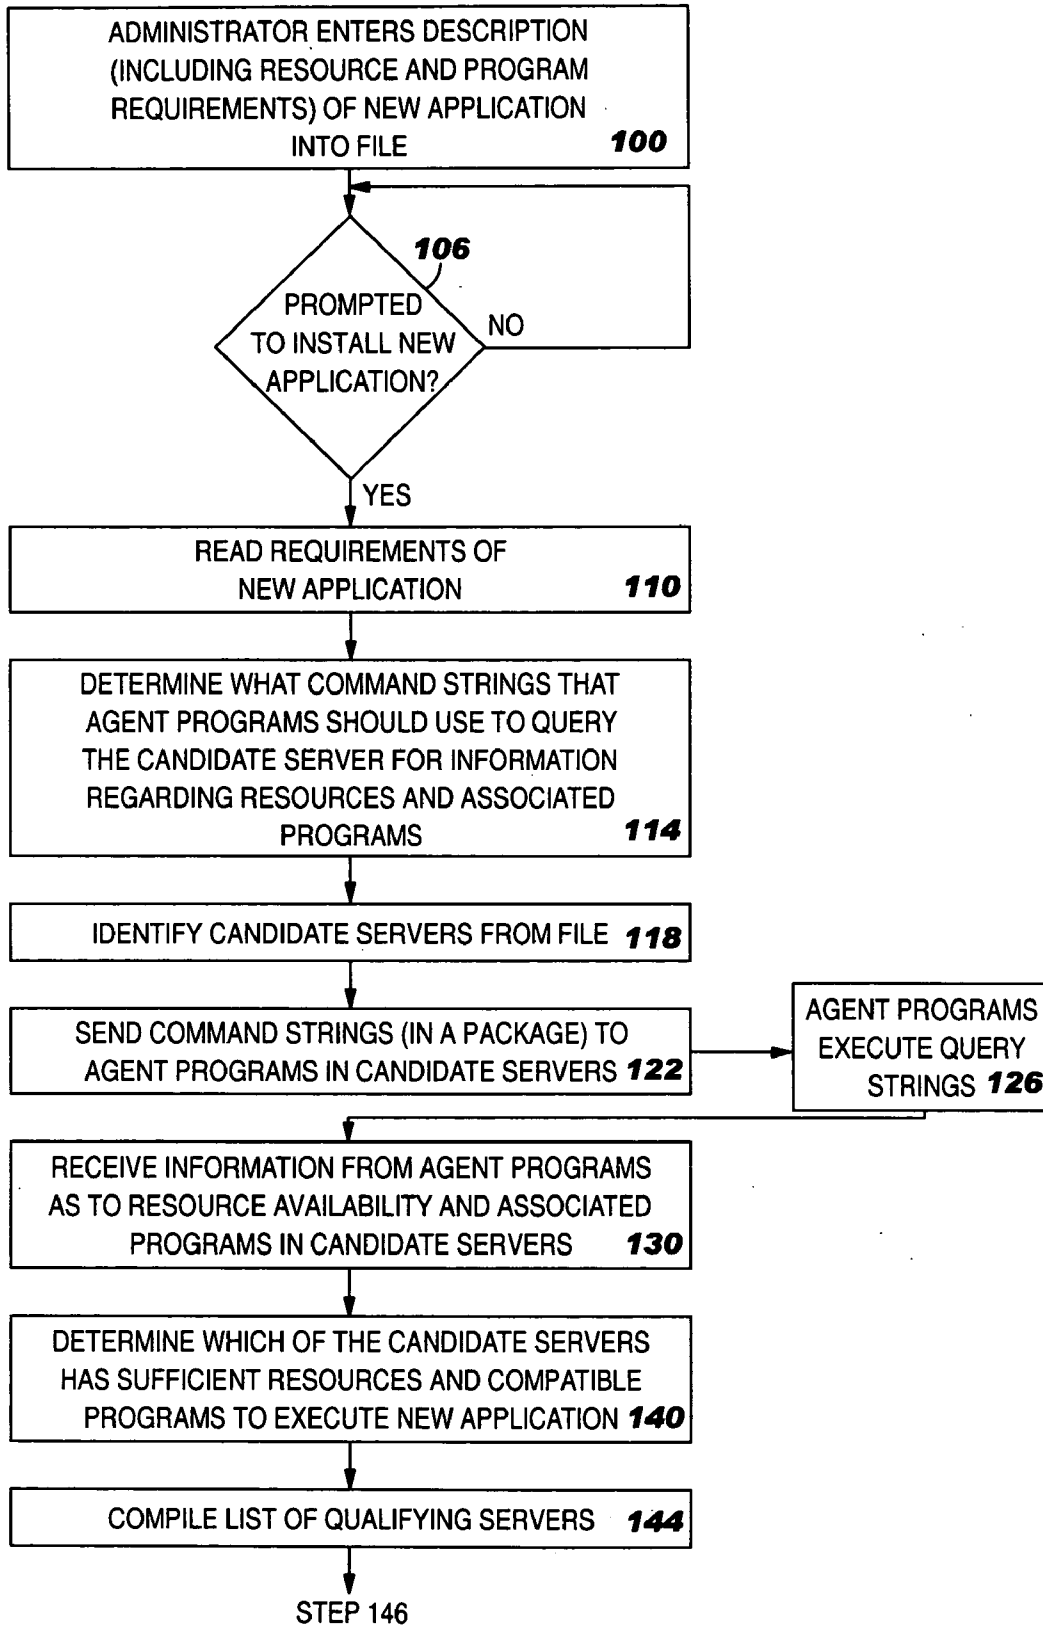 ADMINISTRATOR ENTERS DESCRIPTION
(INCLUDING RESOURCE AND PROGRAM
REQUIREMENTS) OF NEW APPLICATION
INTO FILE 100
106
PROMPTED
TO INSTALL NEW
APPLICATION?
NO
YES
READ REQUIREMENTS OF
NEW APPLICATION 110
DETERMINE WHAT COMMAND STRINGS THAT
AGENT PROGRAMS SHOULD USE TO QUERY
THE CANDIDATE SERVER FOR INFORMATION
REGARDING RESOURCES AND ASSOCIATED
PROGRAMS 114
IDENTIFY CANDIDATE SERVERS FROM FILE 118
SEND COMMAND STRINGS (IN A PACKAGE) TO
AGENT PROGRAMS IN CANDIDATE SERVERS 122
AGENT PROGRAMS
EXECUTE QUERY
STRINGS 126
RECEIVE INFORMATION FROM AGENT PROGRAMS
AS TO RESOURCE AVAILABILITY AND ASSOCIATED
PROGRAMS IN CANDIDATE SERVERS 130
DETERMINE WHICH OF THE CANDIDATE SERVERS
HAS SUFFICIENT RESOURCES AND COMPATIBLE
PROGRAMS TO EXECUTE NEW APPLICATION 140
COMPILE LIST OF QUALIFYING SERVERS 144
STEP 146